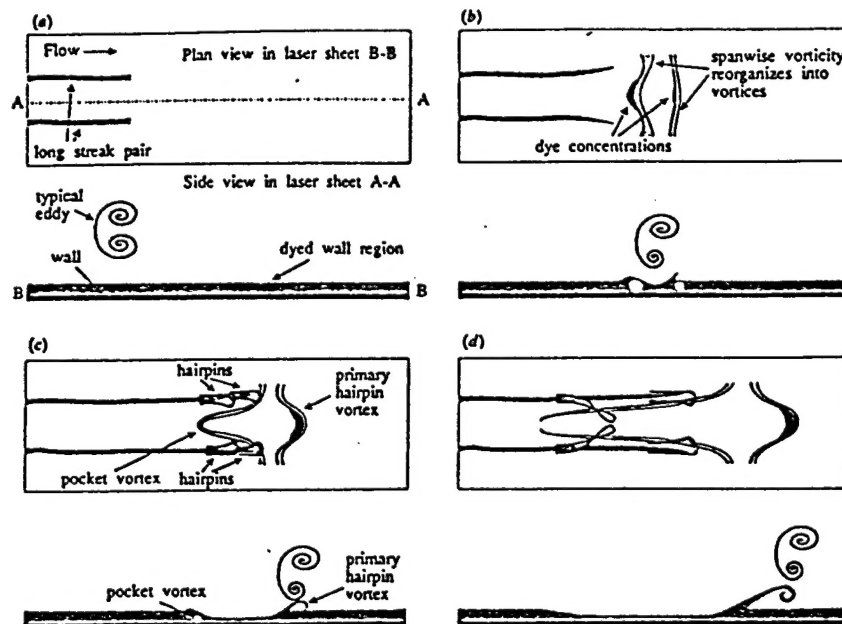 (a)
Flow
Plan view in laser sheet B-B
A
A
long streak pair
Side view in laser sheet A-A
typical
eddy
wall
dyed wall region
B
B
(b)
spanwise vorticity
reorganizes into
vortices
dye concentrations
(c)
hairpins
primary
hairpin
vortex
pocket vortex
hairpins
pocket vortex
primary
hairpin
vortex
(d)